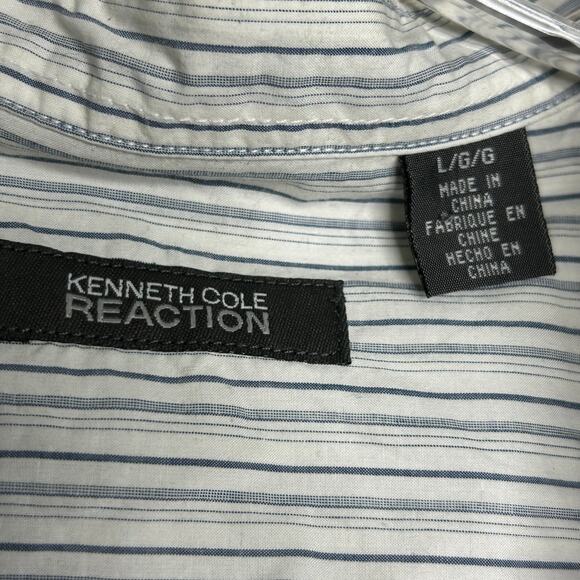 L/G/G
MADE IN
CHINA
FABRIQUE EN
CHINE
HECHO EN
CHINA
KENNETH COLE
REACTION